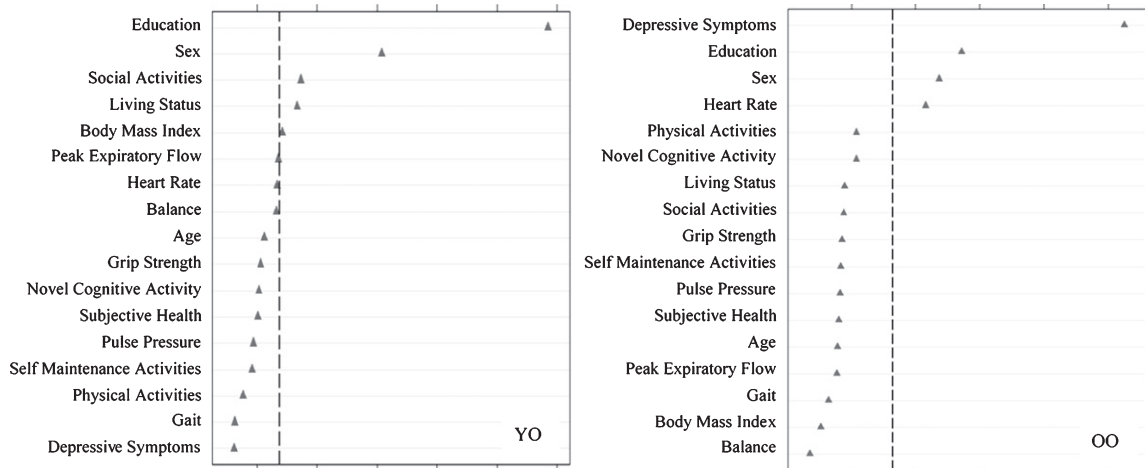 Education
Sex
Social Activities
Living Status
Body Mass Index
Peak Expiratory Flow
Heart Rate
Balance
Age
Grip Strength
Novel Cognitive Activity
Subjective Health
Pulse Pressure
Self Maintenance Activities
Physical Activities
Gait
Depressive Symptoms
YO
Depressive Symptoms
Education
Sex
Heart Rate
Physical Activities
Novel Cognitive Activity
Living Status
Social Activities
Grip Strength
Self Maintenance Activities
Pulse Pressure
Subjective Health
Age
Peak Expiratory Flow
Gait
Body Mass Index
Balance
OO